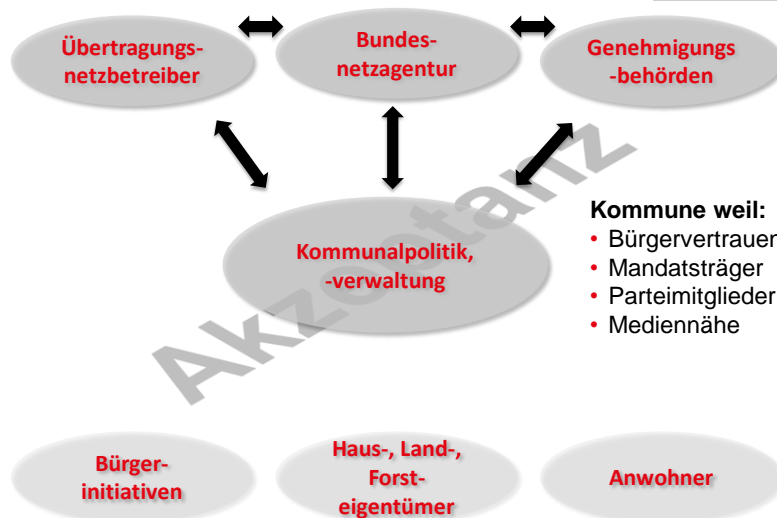 Übertragungs-
netzbetreiber
Bundes-
netzagentur
Genehmigungs
-behörden
Akzeptanz
Kommunalpolitik,
-verwaltung
Kommune weil:
• Bürgervertrauen
• Mandatsträger
• Parteimitglieder
• Mediennähe
Bürger-
initiativen
Haus-, Land-,
Forst-
eigentümer
Anwohner